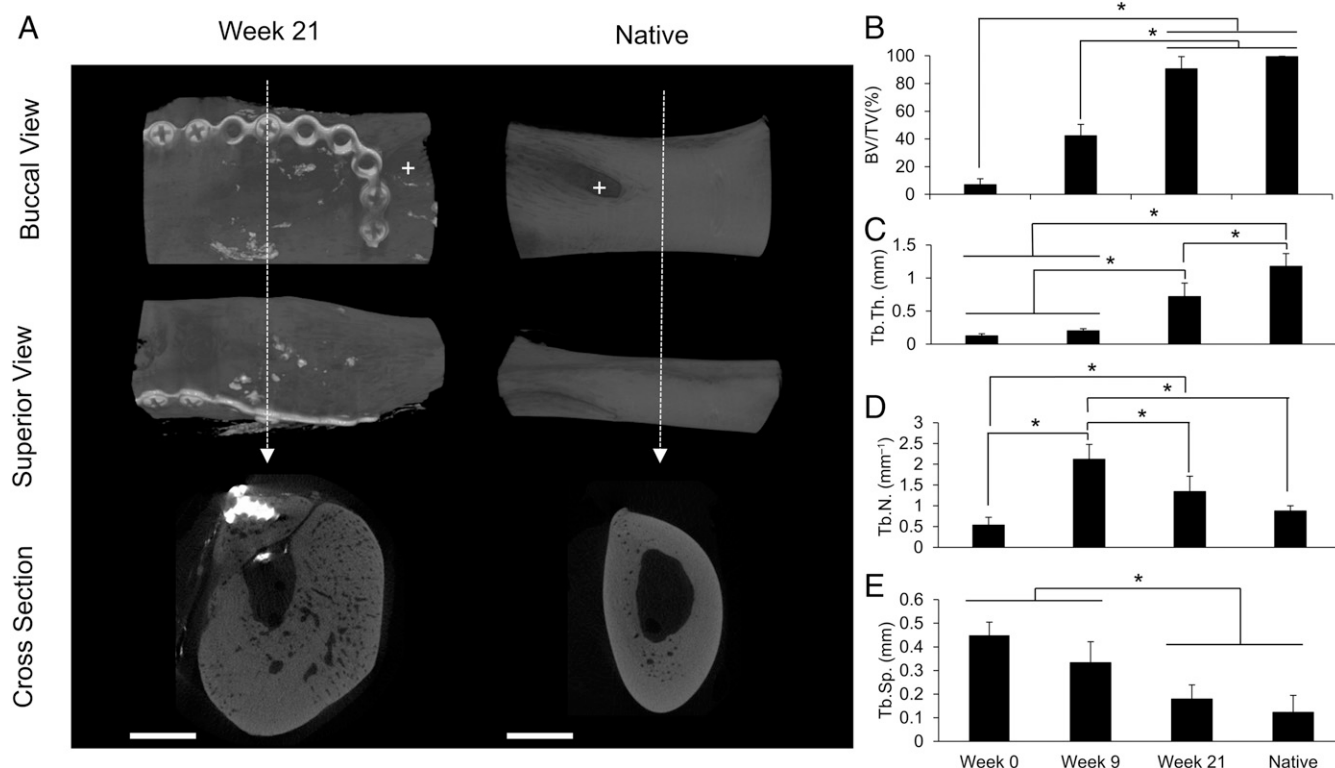 A
Week 21
Native
Buccal View
Superior View
Cross Section
+
+
B
*
*
BV/TV(%)
100
80
60
40
20
0
C
*
*
*
Tb.Th. (mm)
1.5
1
0.5
0
D
*
*
*
*
Tb.N. (mm⁻¹)
3
2.5
2
1.5
1
0.5
0
E
*
Tb.Sp. (mm)
0.6
0.5
0.4
0.3
0.2
0.1
0
Week 0 Week 9 Week 21 Native